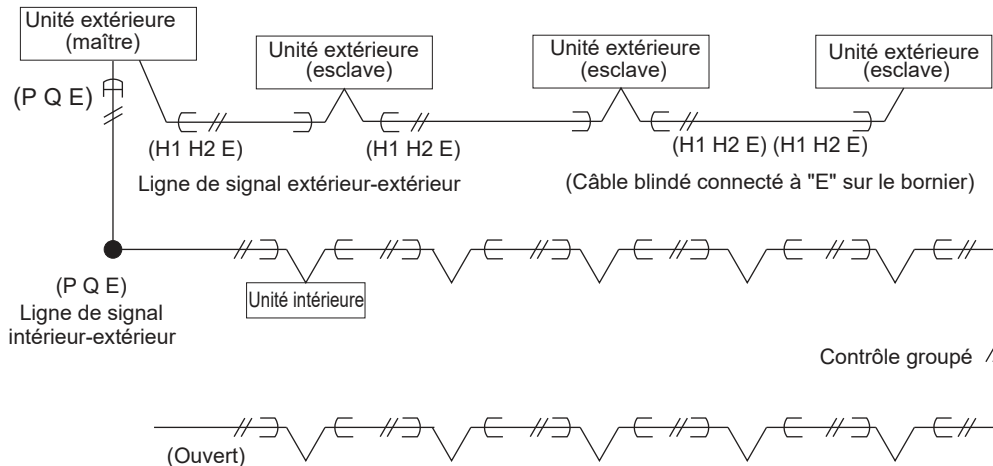 Unité extérieure
(maître)
Unité extérieure
(esclave)
Unité extérieure
(esclave)
Unité extérieure
(esclave)
(P Q E)
(H1 H2 E)
(H1 H2 E)
(H1 H2 E) (H1 H2 E)
Ligne de signal extérieur-extérieur
(Câble blindé connecté à "E" sur le bornier)
(P Q E)
Ligne de signal
intérieur-extérieur
Unité intérieure
Contrôle groupé
(Ouvert)